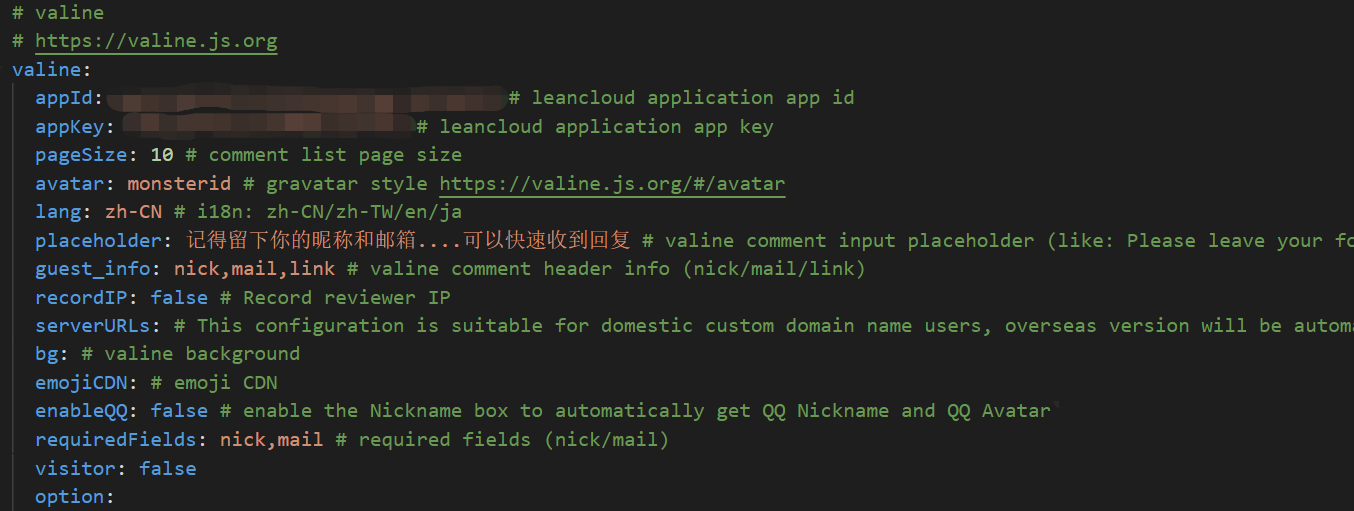 # valine
# https://valine.js.org
valine:
appId: # leancloud application app id
appKey: # leancloud application app key
pageSize: 10 # comment list page size
avatar: monsterid # gravatar style https://valine.js.org/#/avatar
lang: zh-CN # i18n: zh-CN/zh-TW/en/ja
placeholder: 记得留下你的昵称和邮箱....可以快速收到回复 # valine comment input placeholder (like: Please leave your fo
guest_info: nick,mail,link # valine comment header info (nick/mail/link)
recordIP: false # Record reviewer IP
serverURLs: # This configuration is suitable for domestic custom domain name users, overseas version will be automa
bg: # valine background
emojiCDN: # emoji CDN
enableQQ: false # enable the Nickname box to automatically get QQ Nickname and QQ Avatar
requiredFields: nick,mail # required fields (nick/mail)
visitor: false
option: